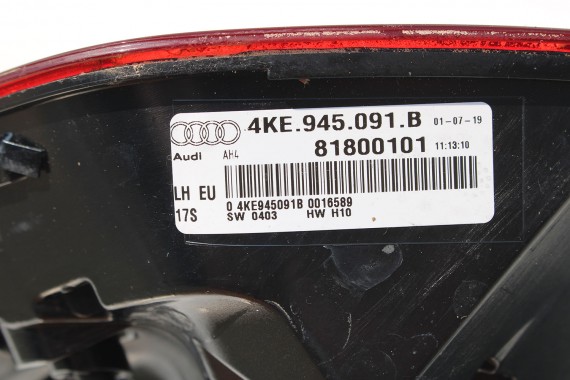 4KE.945.091.B 01-07-19
Audi AH4 81800101 11:13:10
LH EU
0 4KE945091B 0016589
17S SW 0403 HW H10